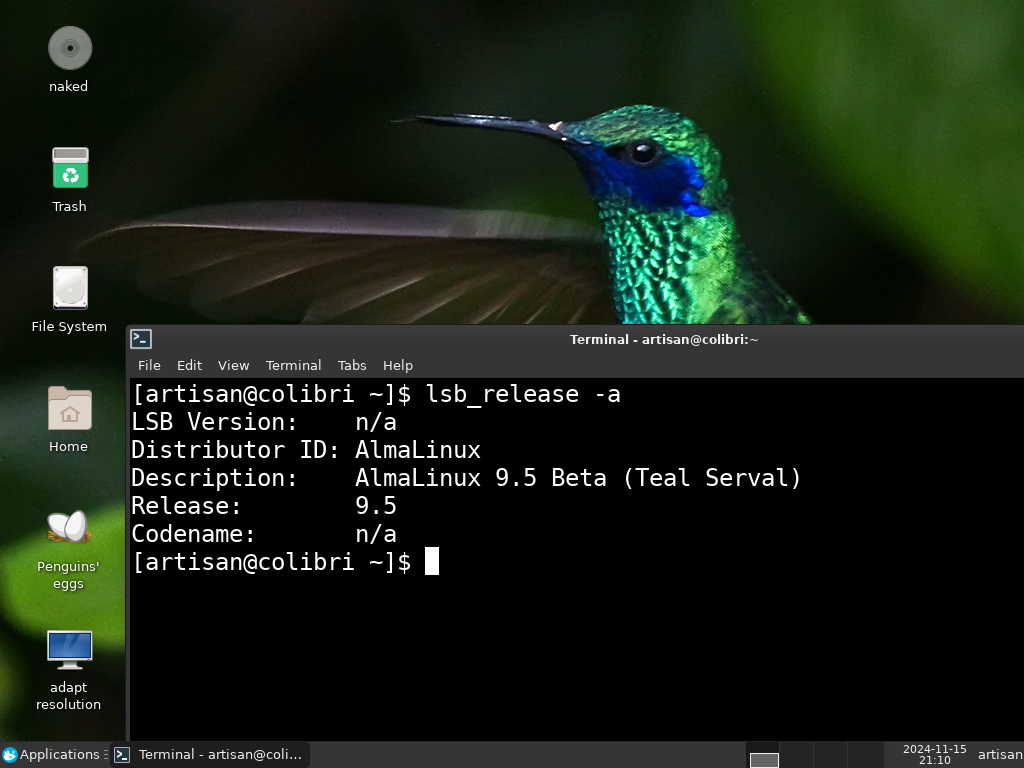 naked
Trash
File System
Home
Penguins'
eggs
adapt
resolution
Terminal - artisan@colibri:~
File Edit View Terminal Tabs Help
[artisan@colibri ~]$ lsb_release -a
LSB Version:    n/a
Distributor ID: AlmaLinux
Description:    AlmaLinux 9.5 Beta (Teal Serval)
Release:        9.5
Codename:       n/a
[artisan@colibri ~]$
Applications
Terminal - artisan@coli...
2024-11-15
21:10
artisan